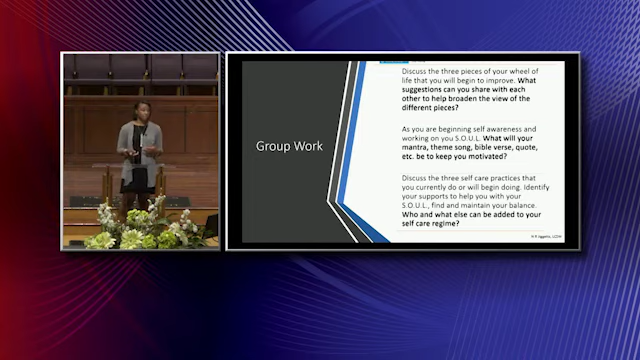 Group Work
Discuss the three pieces of your wheel of
life that you will begin to improve. What
suggestions can you share with each
other to help broaden the view of the
different pieces?
As you are beginning self awareness and
working on you S.O.U.L. What will your
mantra, theme song, bible verse, quote,
etc. be to keep you motivated?
Discuss the three self care practices that
you currently do or will begin doing. Identify
your supports to help you with your
S.O.U.L., find and maintain your balance.
Who and what else can be added to your
self care regime?